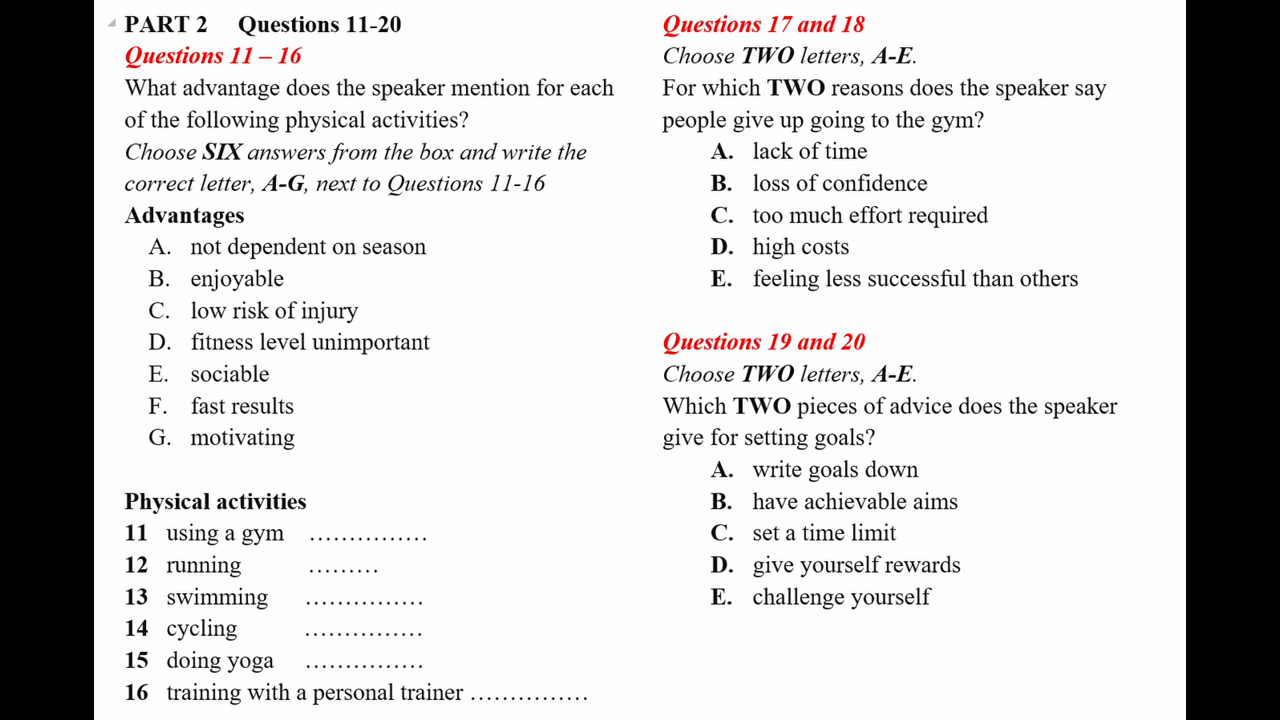 PART 2 Questions 11-20
Questions 11 – 16
What advantage does the speaker mention for each
of the following physical activities?
Choose SIX answers from the box and write the
correct letter, A-G, next to Questions 11-16
Advantages
A. not dependent on season
B. enjoyable
C. low risk of injury
D. fitness level unimportant
E. sociable
F. fast results
G. motivating
Physical activities
11 using a gym ……………
12 running ………
13 swimming ……………
14 cycling ……………
15 doing yoga ……………
16 training with a personal trainer ……………
Questions 17 and 18
Choose TWO letters, A-E.
For which TWO reasons does the speaker say
people give up going to the gym?
A. lack of time
B. loss of confidence
C. too much effort required
D. high costs
E. feeling less successful than others
Questions 19 and 20
Choose TWO letters, A-E.
Which TWO pieces of advice does the speaker
give for setting goals?
A. write goals down
B. have achievable aims
C. set a time limit
D. give yourself rewards
E. challenge yourself